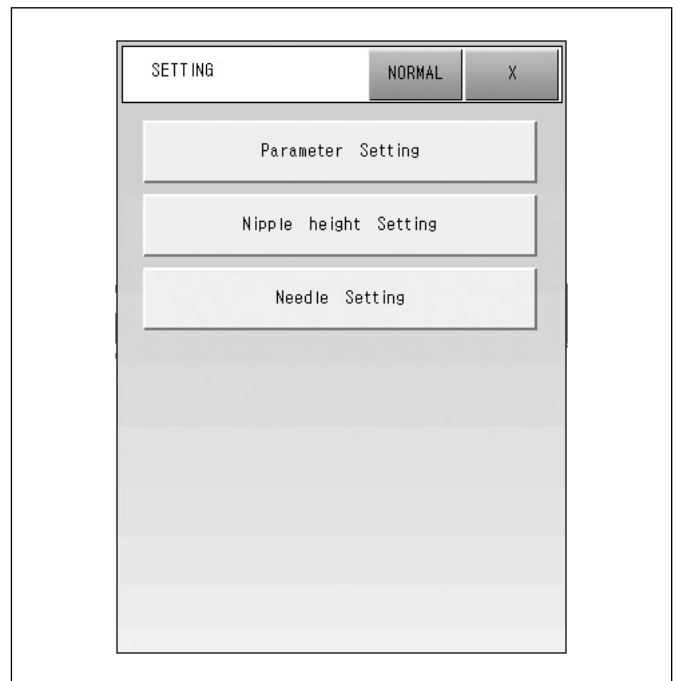 SETTING NORMAL X
Parameter Setting
Nipple height Setting
Needle Setting